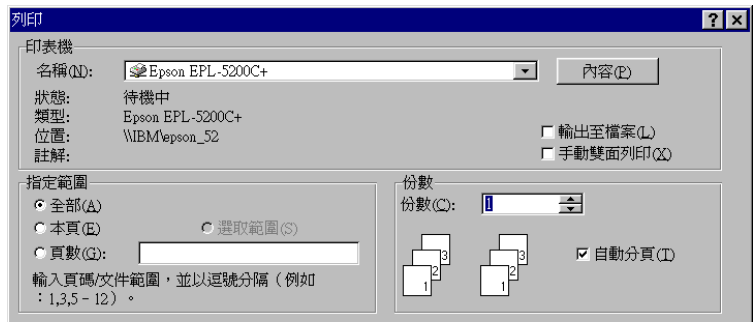 列印
印表機
名稱(N): Epson EPL-5200C+ 內容(P)
狀態: 待機中
類型: Epson EPL-5200C+
位置: \\IBM\epson_52
註解:
輸出至檔案(L)
手動雙面列印(X)
指定範圍
全部(A)
本頁(E) 選取範圍(S)
頁數(G):
輸入頁碼/文件範圍，並以逗號分隔（例如
：1,3,5－12）。
份數
份數(C): 1
3 3
2 2
1 1
自動分頁(T)